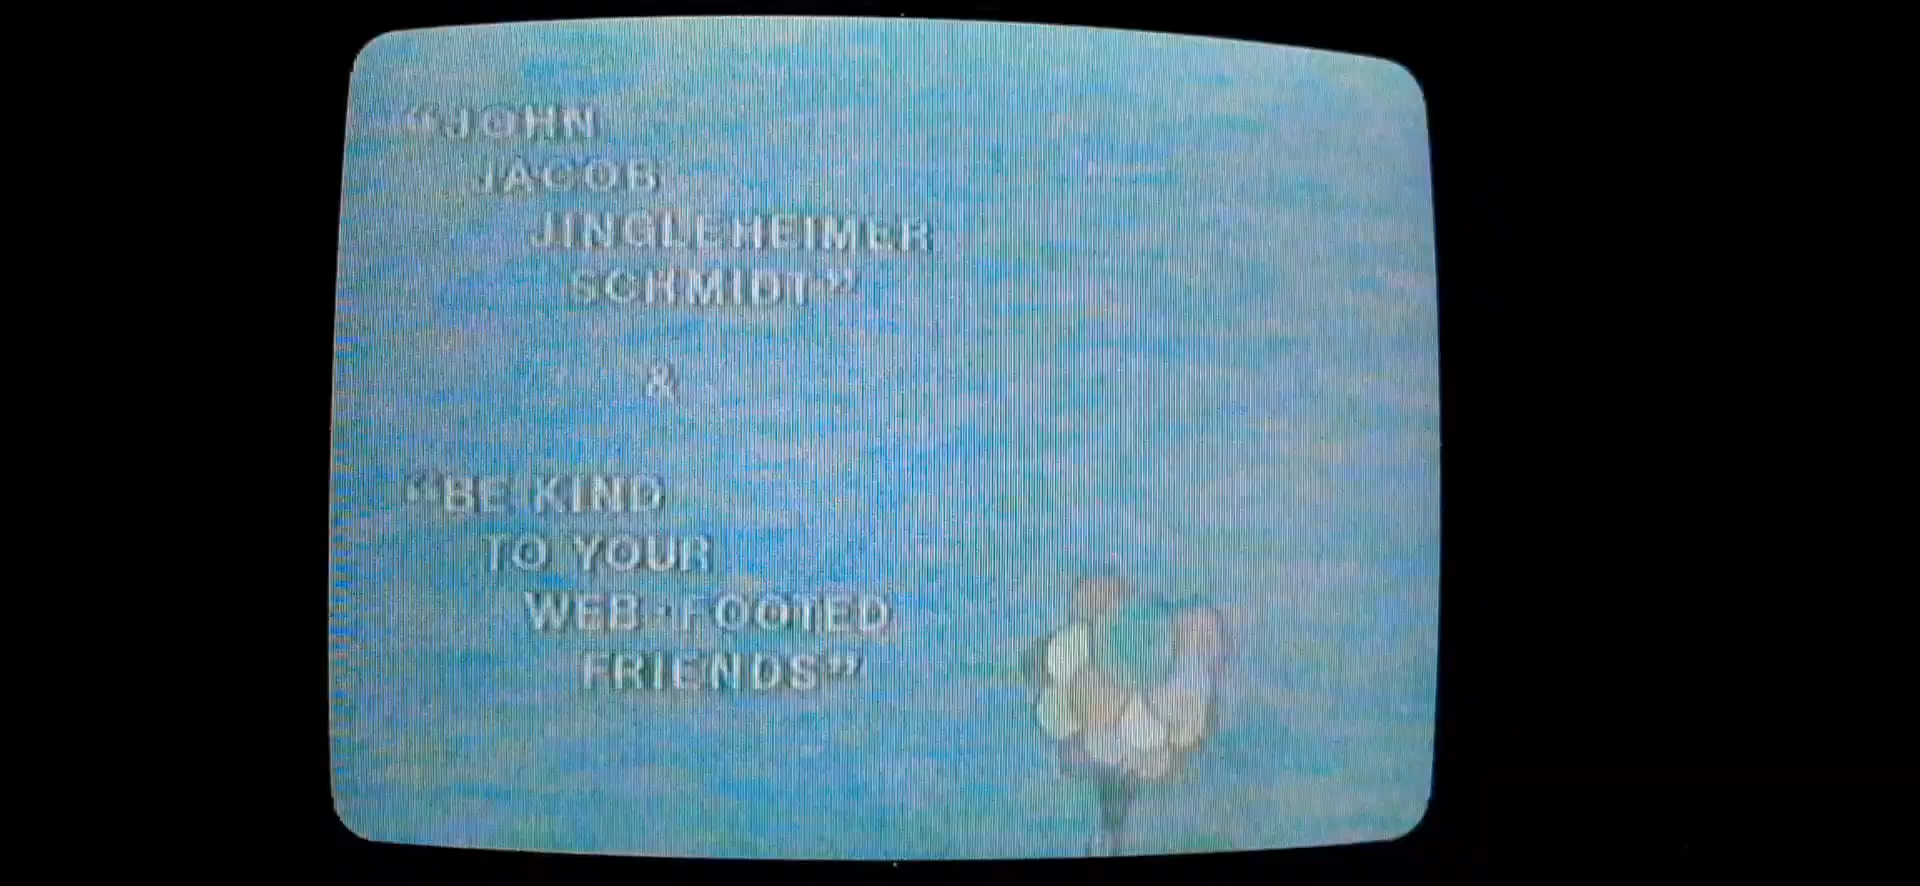 “JOHN
JACOB
JINGLEHEIMER
SCHMIDT”
&
“BE KIND
TO YOUR
WEB-FOOTED
FRIENDS”